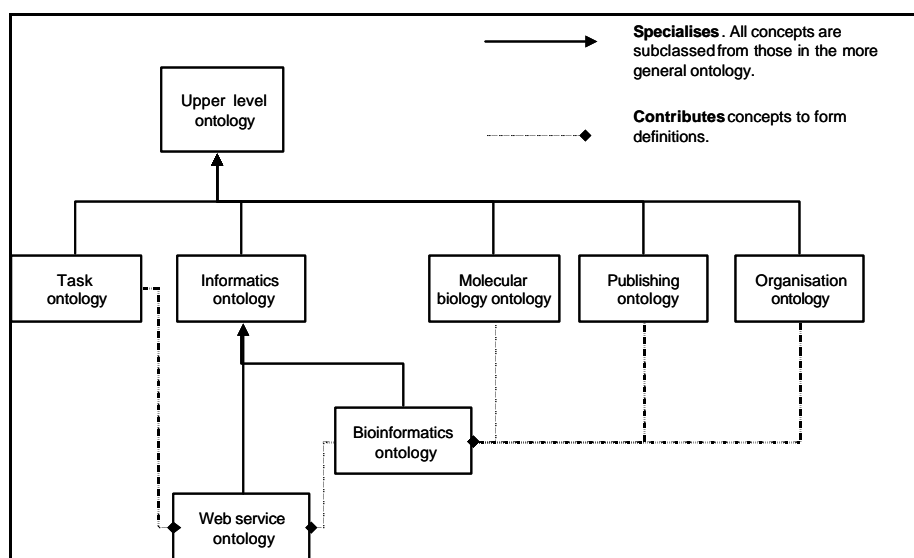 Specialises. All concepts are
subclassed from those in the more
general ontology.
Contributes concepts to form
definitions.
Upper level
ontology
Task
ontology
Informatics
ontology
Molecular
biology ontology
Publishing
ontology
Organisation
ontology
Bioinformatics
ontology
Web service
ontology